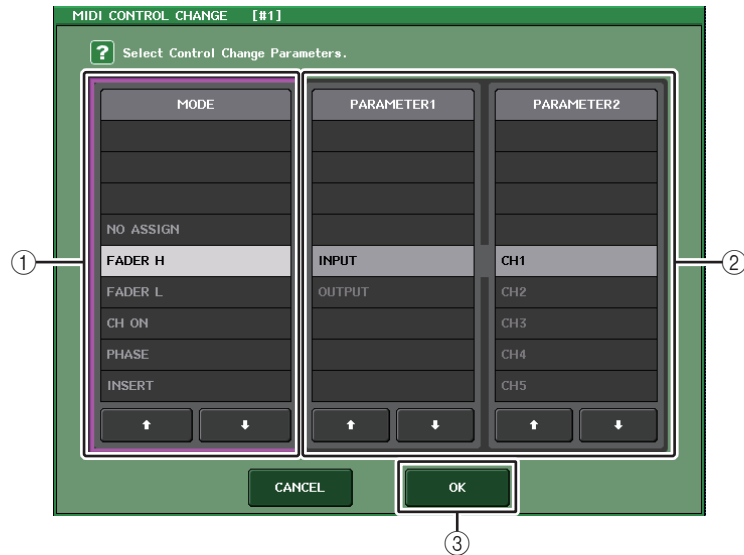 MIDI CONTROL CHANGE [#1]
? Select Control Change Parameters.
MODE
NO ASSIGN
FADER H
FADER L
CH ON
PHASE
INSERT
PARAMETER1
INPUT
OUTPUT
PARAMETER2
CH1
CH2
CH3
CH4
CH5
CANCEL
OK
①
②
③